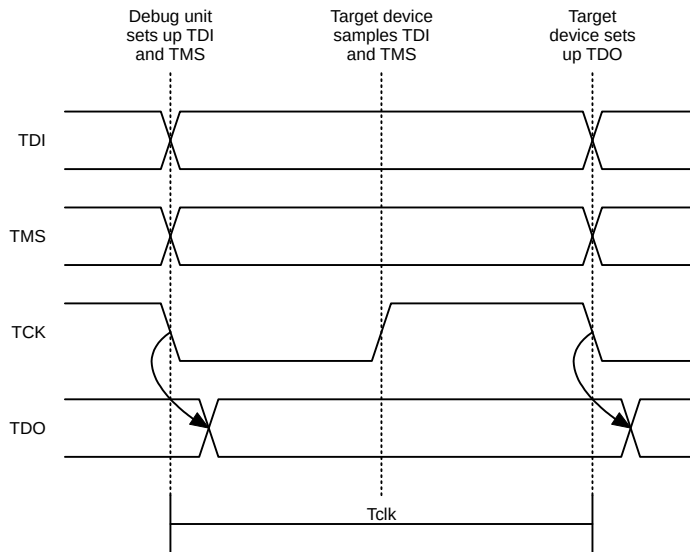 Debug unit
sets up TDI
and TMS
Target device
samples TDI
and TMS
Target
device sets
up TDO
TDI
TMS
TCK
TDO
Tclk